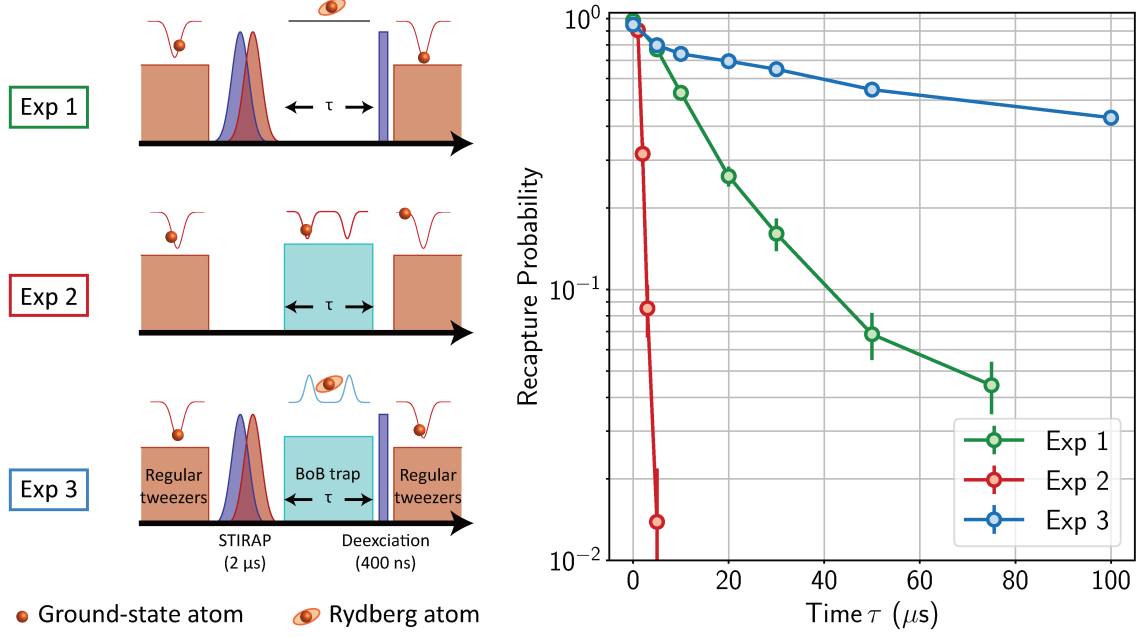 Exp 1
τ
Exp 2
τ
Exp 3
Regular
tweezers
BoB trap
τ
Regular
tweezers
STIRAP
(2 µs)
Deexciation
(400 ns)
Ground-state atom
Rydberg atom
Recapture Probability
10⁰
10⁻¹
10⁻²
0
20
40
60
80
100
Time τ (μs)
Exp 1
Exp 2
Exp 3